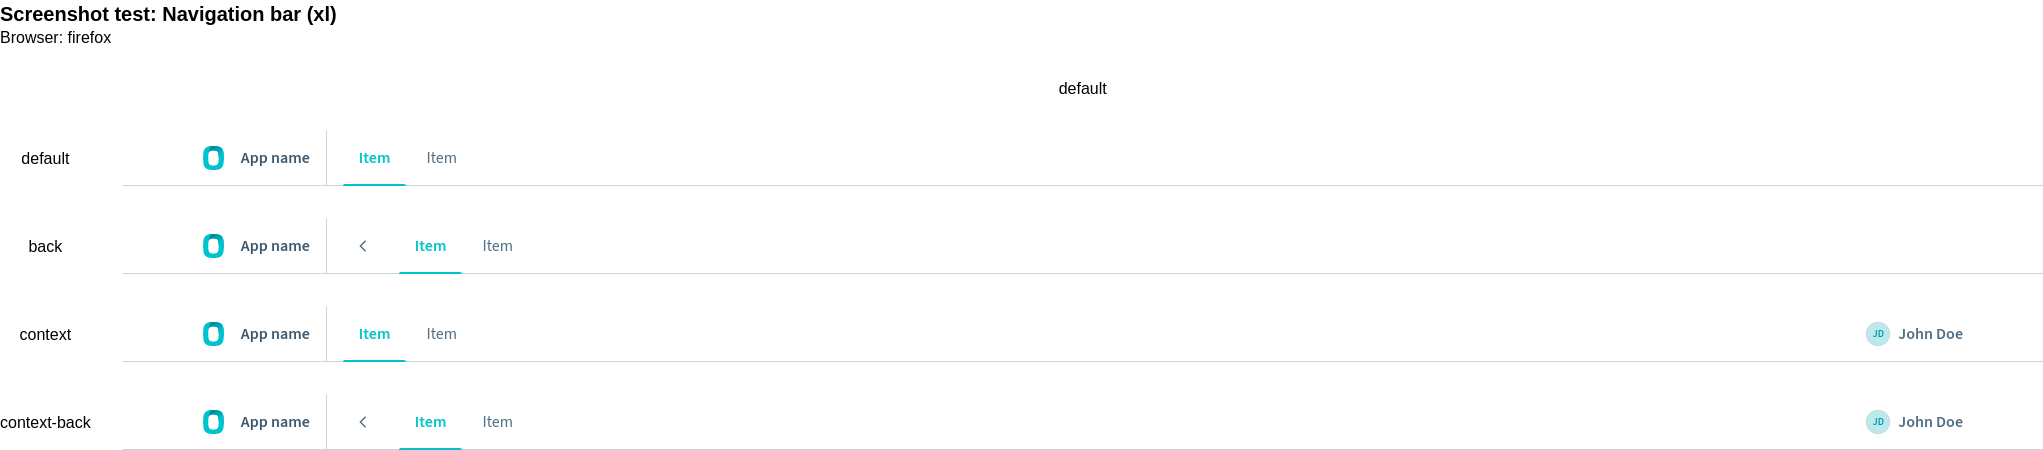 Screenshot test: Navigation bar (xl)
Browser: firefox
default
default App name Item Item
back App name Item Item
context App name Item Item JD John Doe
context-back App name Item Item JD John Doe